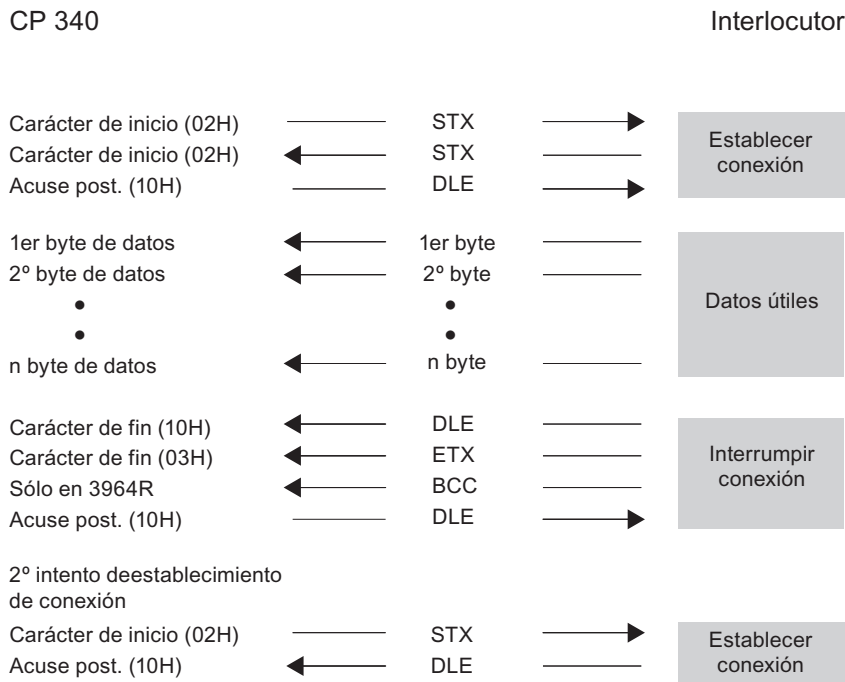 CP 340 Interlocutor
Carácter de inicio (02H) STX
Carácter de inicio (02H) STX
Acuse post. (10H) DLE
Establecer
conexión
1er byte de datos 1er byte
2º byte de datos 2º byte
• •
• •
n byte de datos n byte
Datos útiles
Carácter de fin (10H) DLE
Carácter de fin (03H) ETX
Sólo en 3964R BCC
Acuse post. (10H) DLE
Interrumpir
conexión
2º intento deestablecimiento
de conexión
Carácter de inicio (02H) STX
Acuse post. (10H) DLE
Establecer
conexión